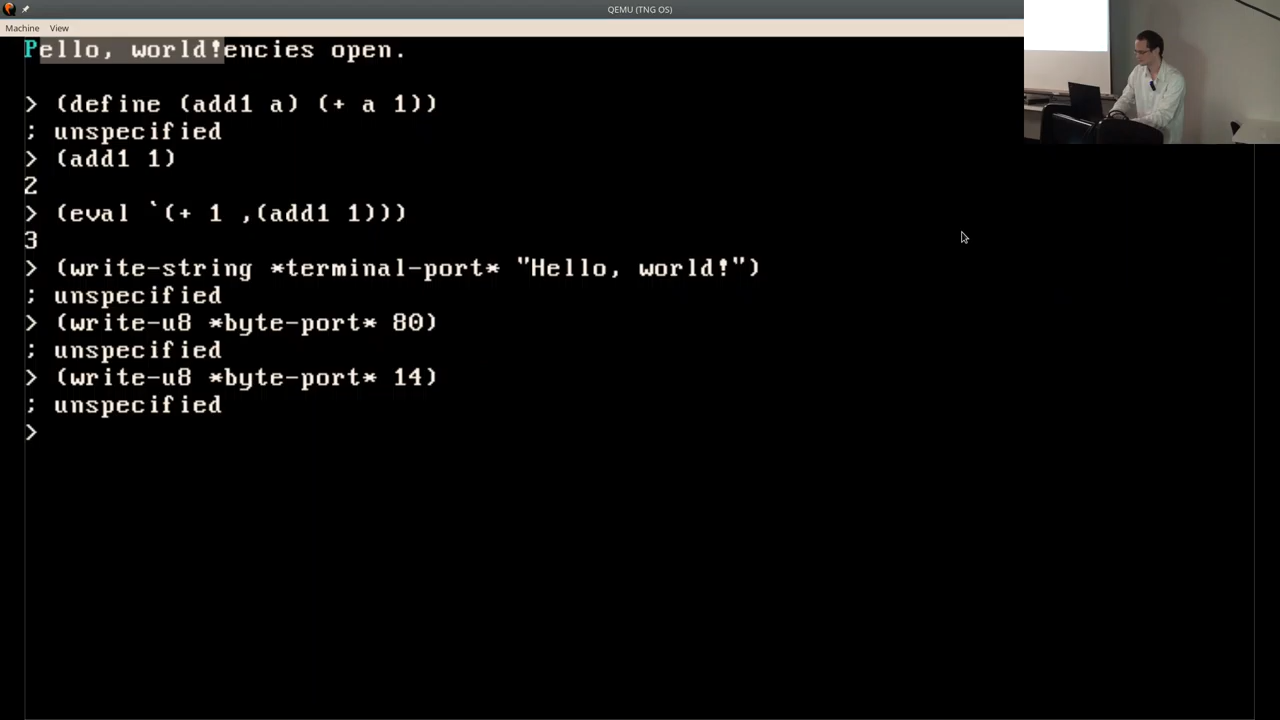 QEMU (TNG OS)
Machine View
Pello, world!encies open.
> (define (add1 a) (+ a 1))
; unspecified
> (add1 1)
2
> (eval `(+ 1 ,(add1 1)))
3
> (write-string *terminal-port* "Hello, world!")
; unspecified
> (write-u8 *byte-port* 80)
; unspecified
> (write-u8 *byte-port* 14)
; unspecified
>